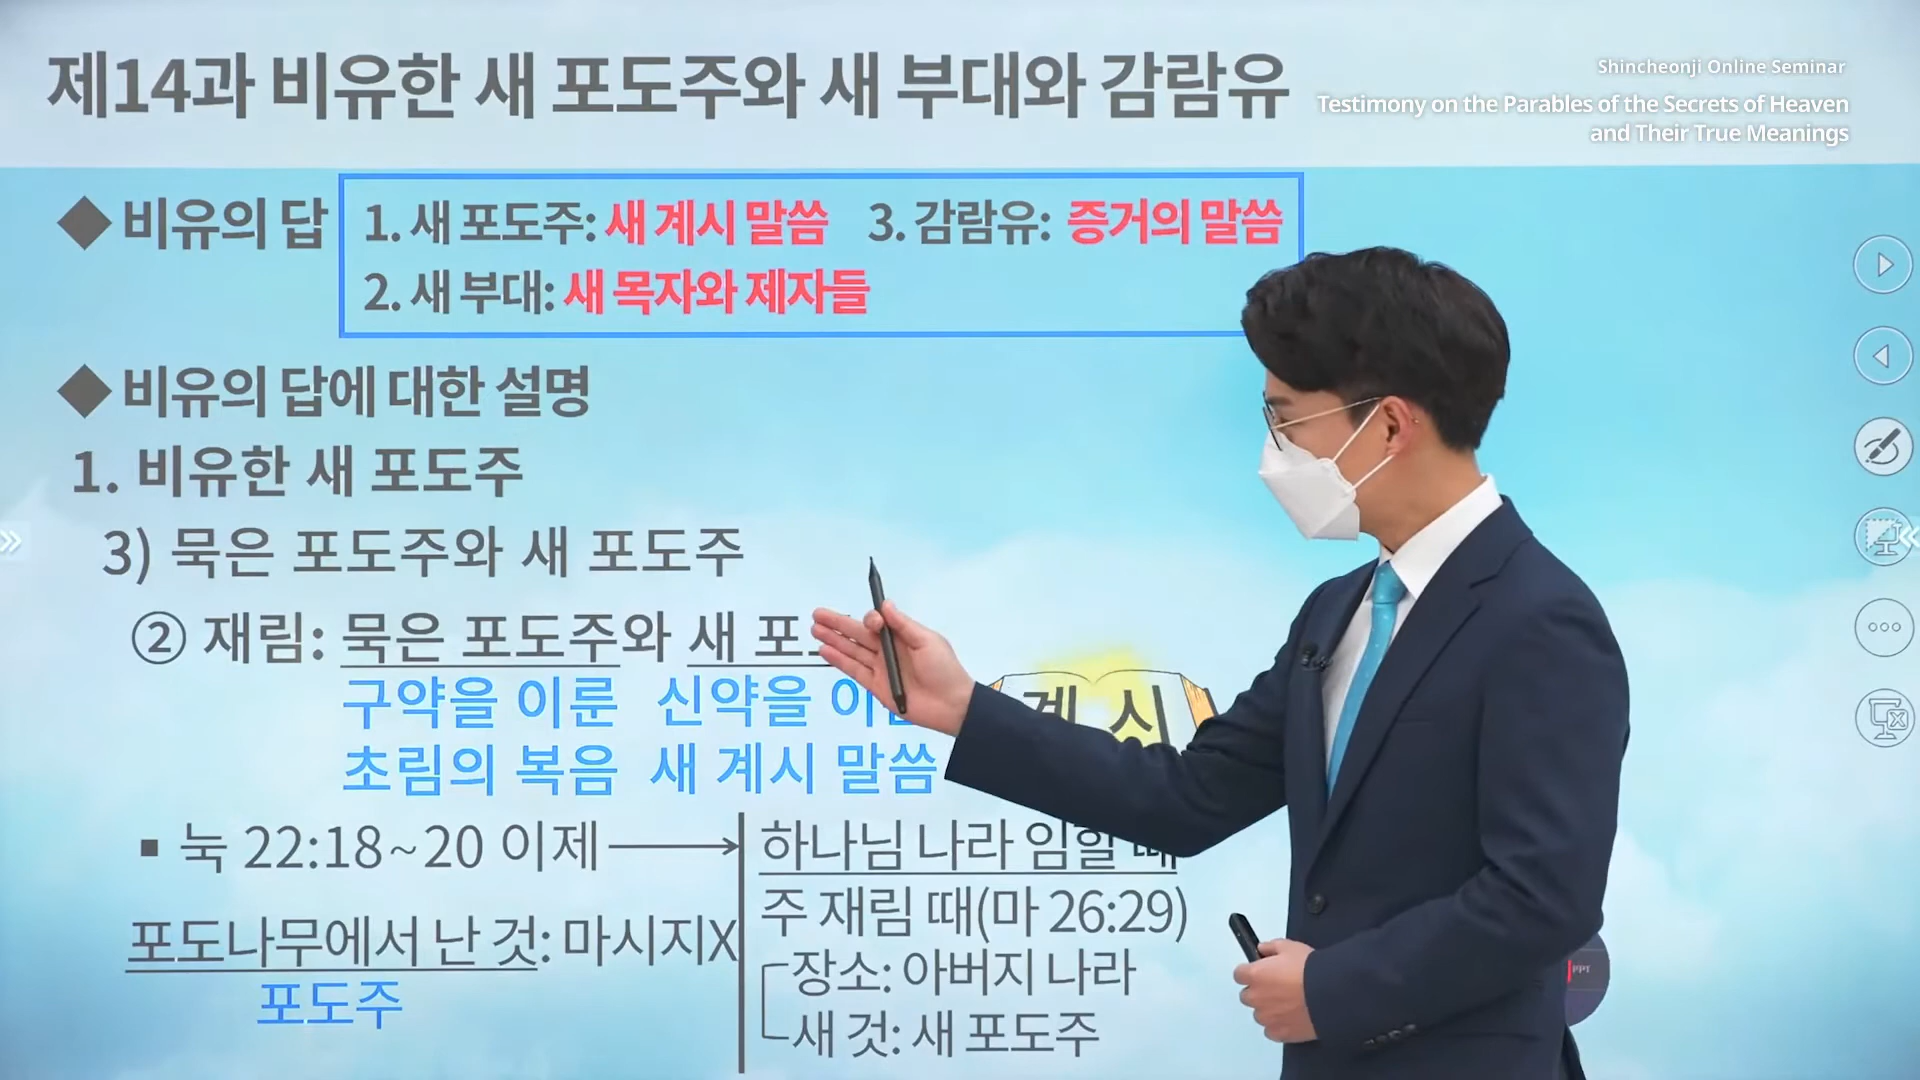 제14과 비유한 새 포도주와 새 부대와 감람유
Shincheonji Online Seminar
Testimony on the Parables of the Secrets of Heaven
and Their True Meanings
◆비유의 답
1. 새 포도주: 새 계시 말씀 3. 감람유: 증거의 말씀
2. 새 부대: 새 목자와 제자들
◆비유의 답에 대한 설명
1. 비유한 새 포도주
3) 묵은 포도주와 새 포도주
② 재림: 묵은 포도주와 새 포
구약을 이룬 신약을
초림의 복음 새 계시 말씀
계시
▪ 눅 22:18~20 이제
포도나무에서 난 것: 마시지X
포도주
하나님 나라 임할 때
주 재림 때(마 26:29)
장소: 아버지 나라
새 것: 새 포도주
PPT